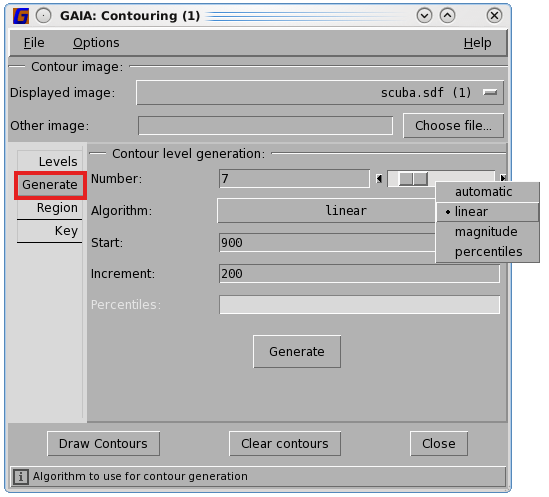 GAIA: Contouring (1)
File Options Help
Contour image:
Displayed image: scuba.sdf (1)
Other image: Choose file...
Levels
Generate
Region
Key
Contour level generation:
Number: 7
Algorithm: linear
Start: 900
Increment: 200
Percentiles:
automatic
• linear
magnitude
percentiles
Generate
Draw Contours Clear contours Close
Algorithm to use for contour generation